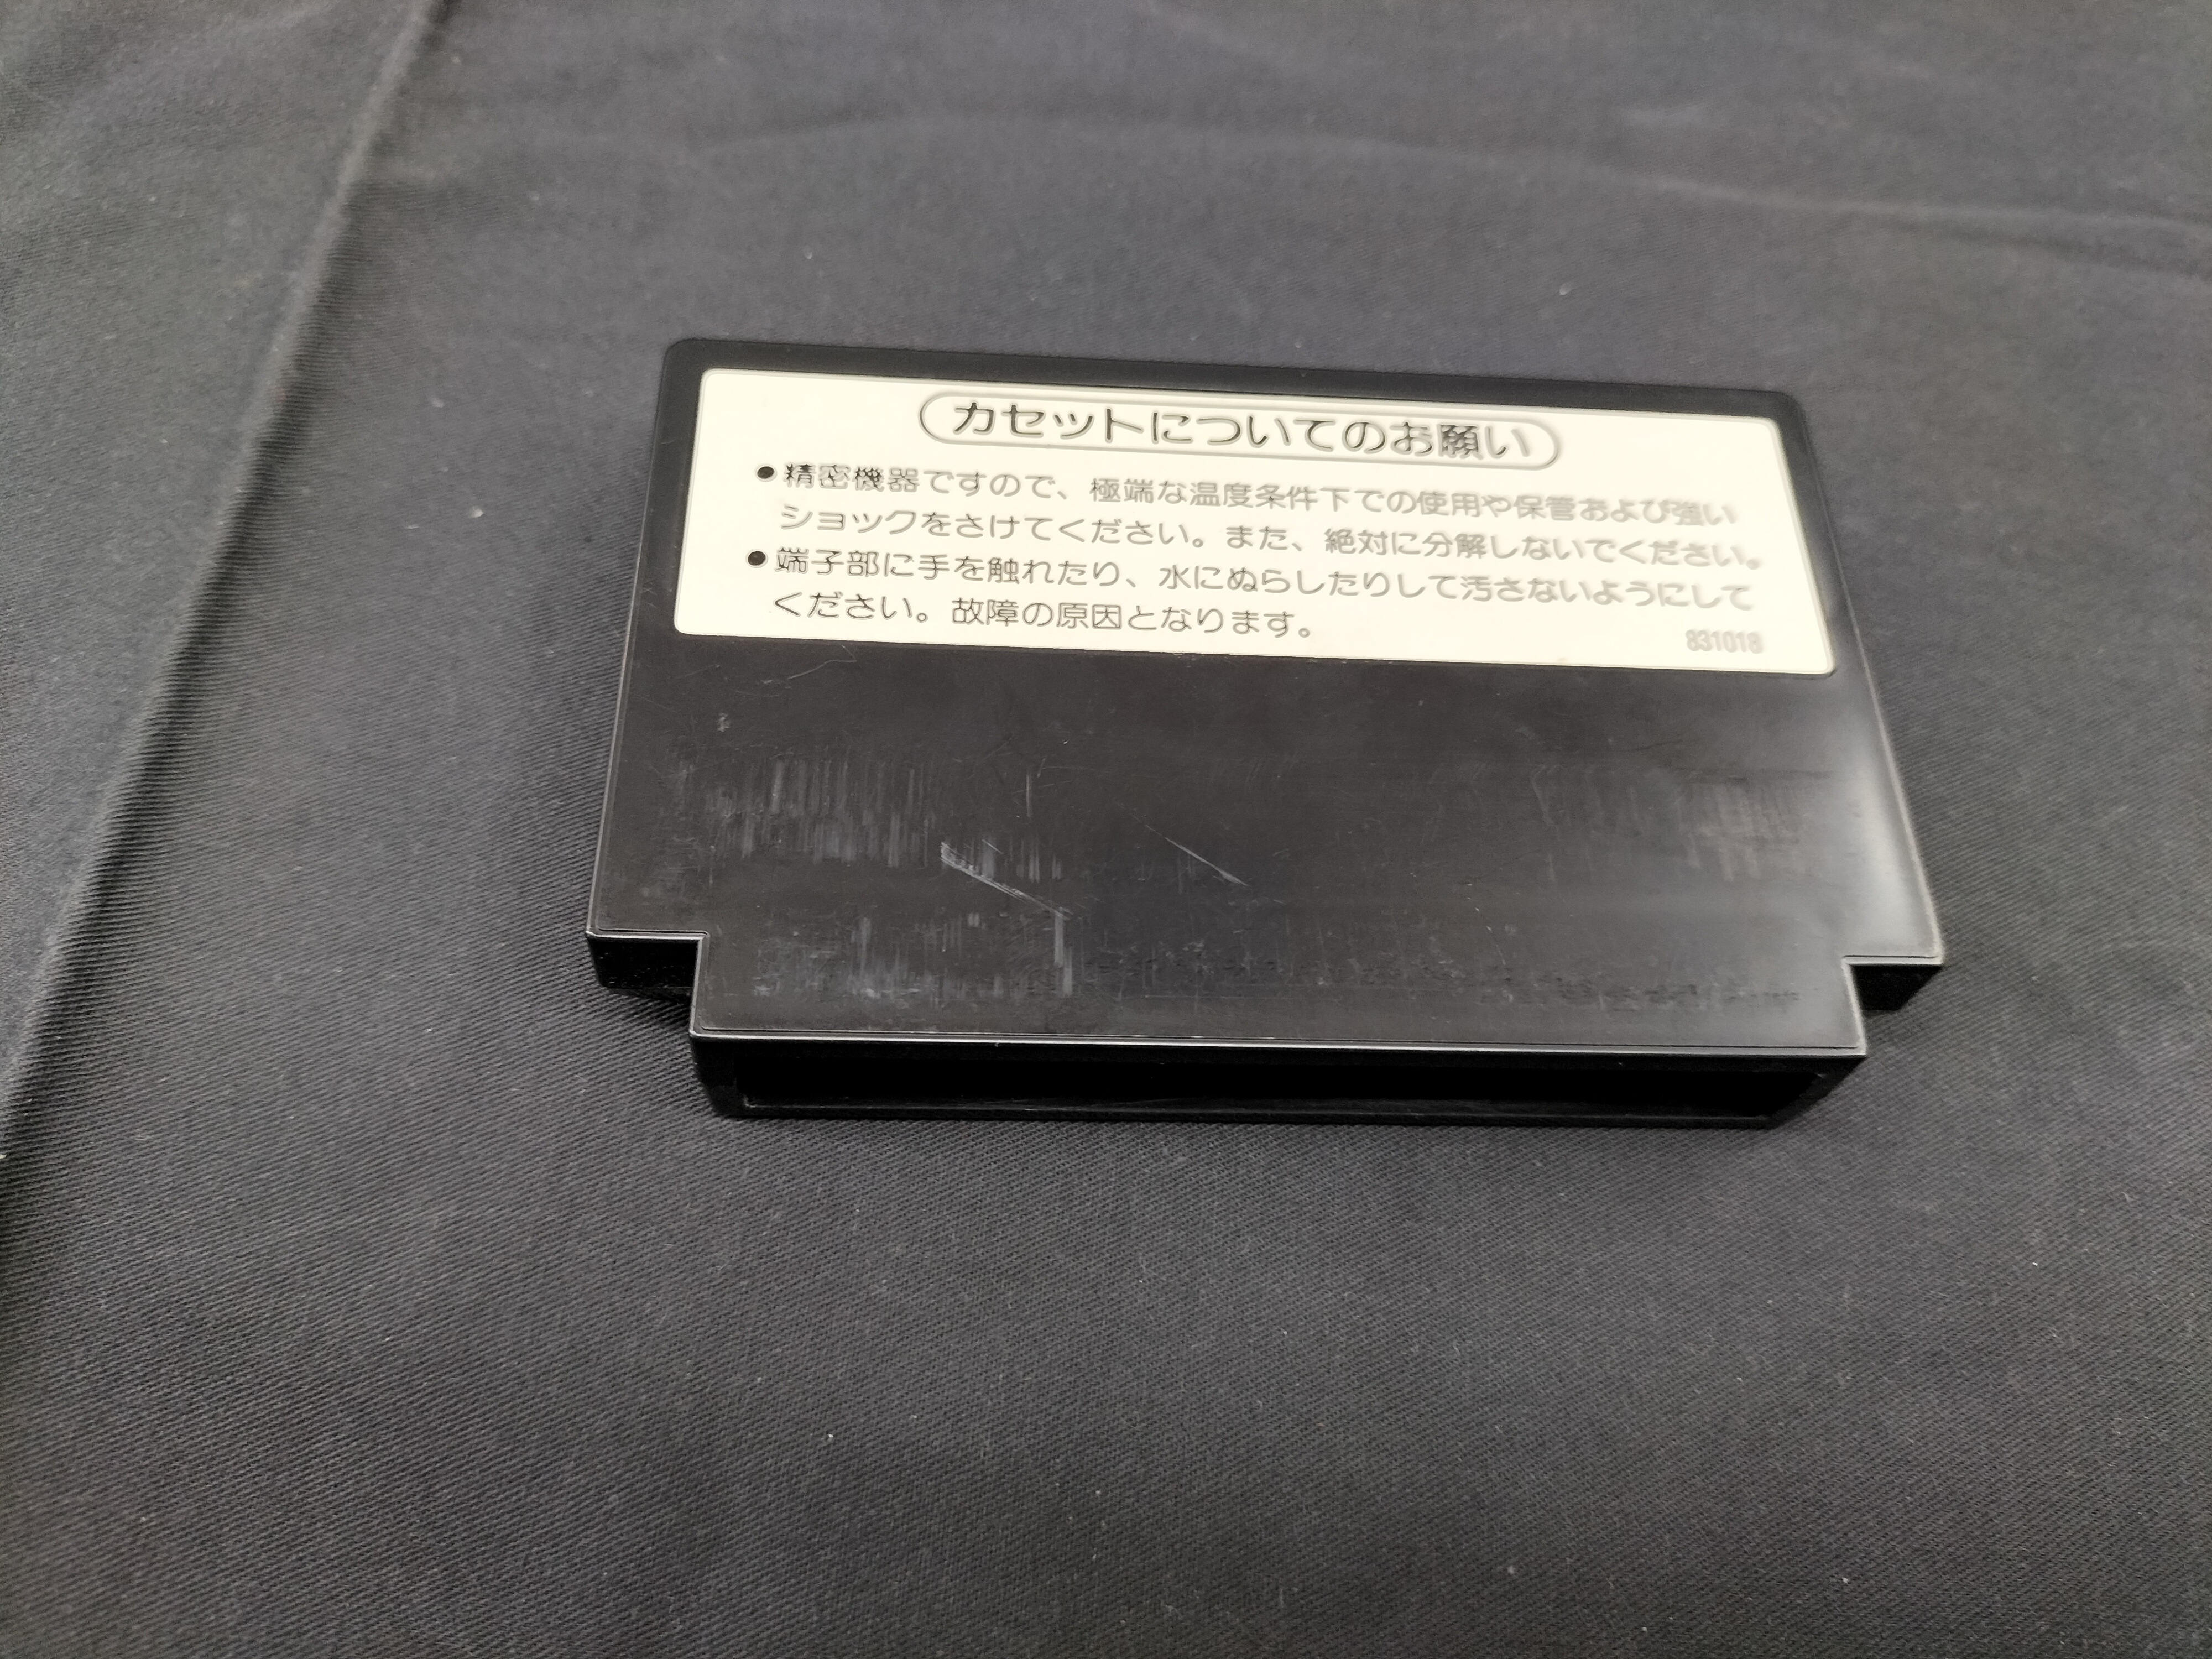 カセットについてのお願い
●精密機器ですので、極端な温度条件下での使用や保管および強い
ショックをさけてください。また、絶対に分解しないでください。
●端子部に手を触れたり、水にぬらしたりして汚さないようにして
ください。故障の原因となります。
831018